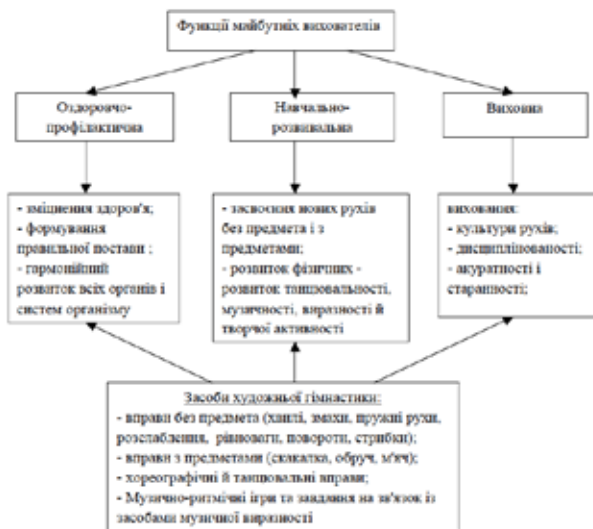 Функції майбутніх вихователів
Оздоровчо-
профілактична
Навчально-
розвивальна
Виховна
- зміцнення здоров'я;
- формування
правильної постави ;
- гармонійний
розвиток всіх органів і
систем організму
- засвоєння нових рухів
без предмета і з
предметами;
- розвиток фізичних -
розвиток танцювальності,
музичності, виразності й
творчої активності
виховання:
- культури рухів;
- дисциплінованості;
- акуратності і
старанності;
Засоби художньої гімнастики:
- вправи без предмета (хвилі, змахи, пружні рухи,
розслаблення, рівноваги, повороти, стрибки);
- вправи з предметами (скакалка, обруч, м'яч);
- хореографічні й танцювальні вправи;
- Музично-ритмічні ігри та завдання на зв'язок із
засобами музичної виразності